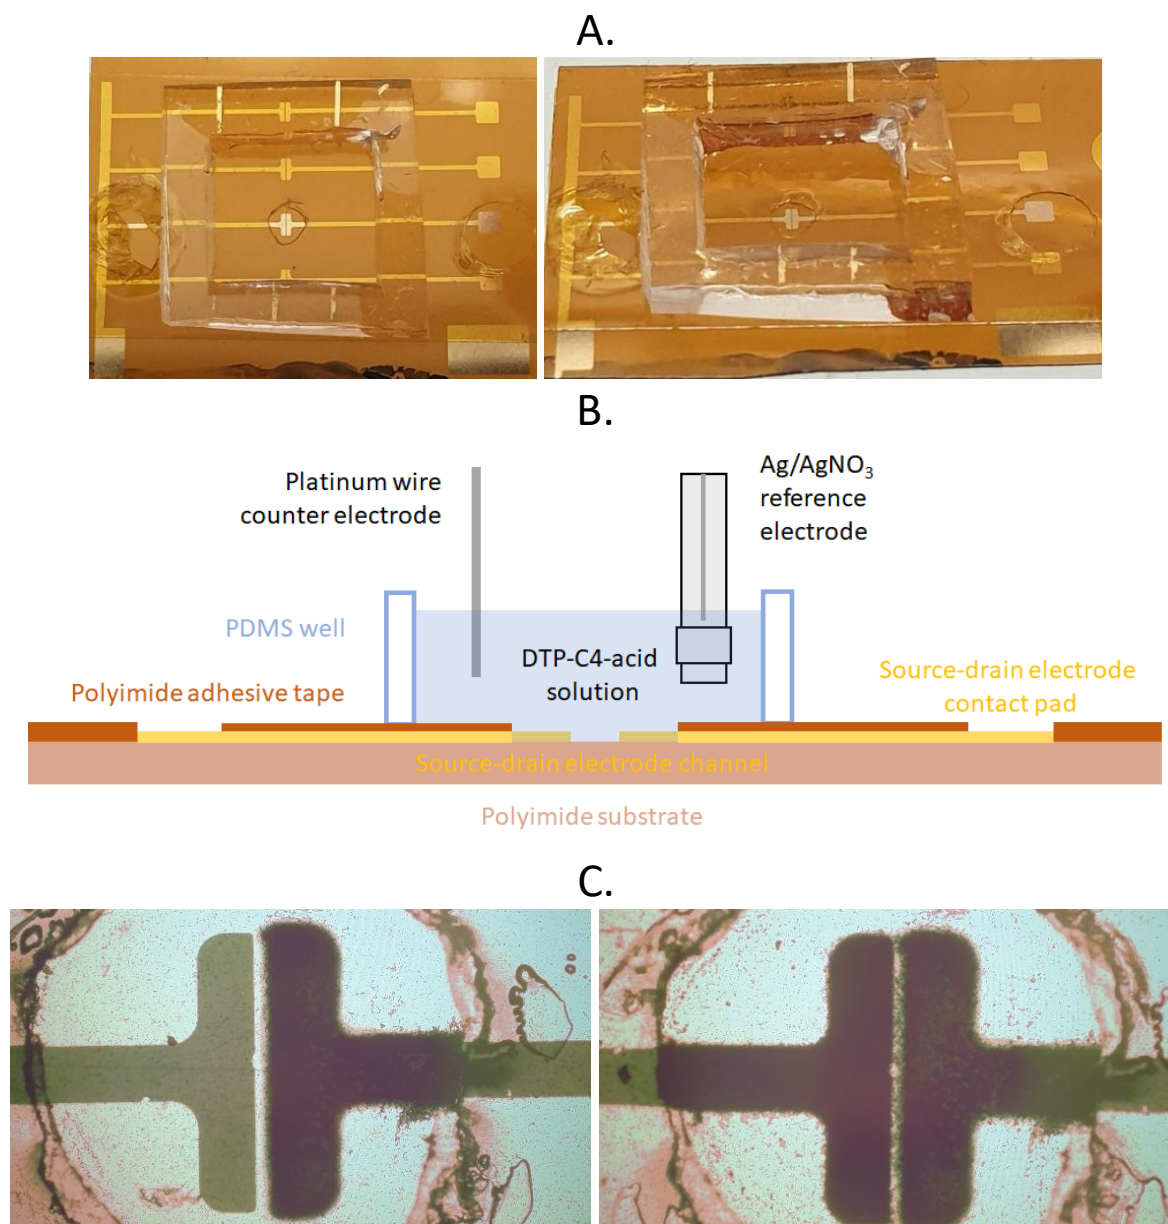 A.
B.
Platinum wire
counter electrode
Ag/AgNO₃
reference
electrode
PDMS well
DTP-C4-acid
solution
Polyimide adhesive tape
Source-drain electrode
contact pad
Source-drain electrode channel
Polyimide substrate
C.